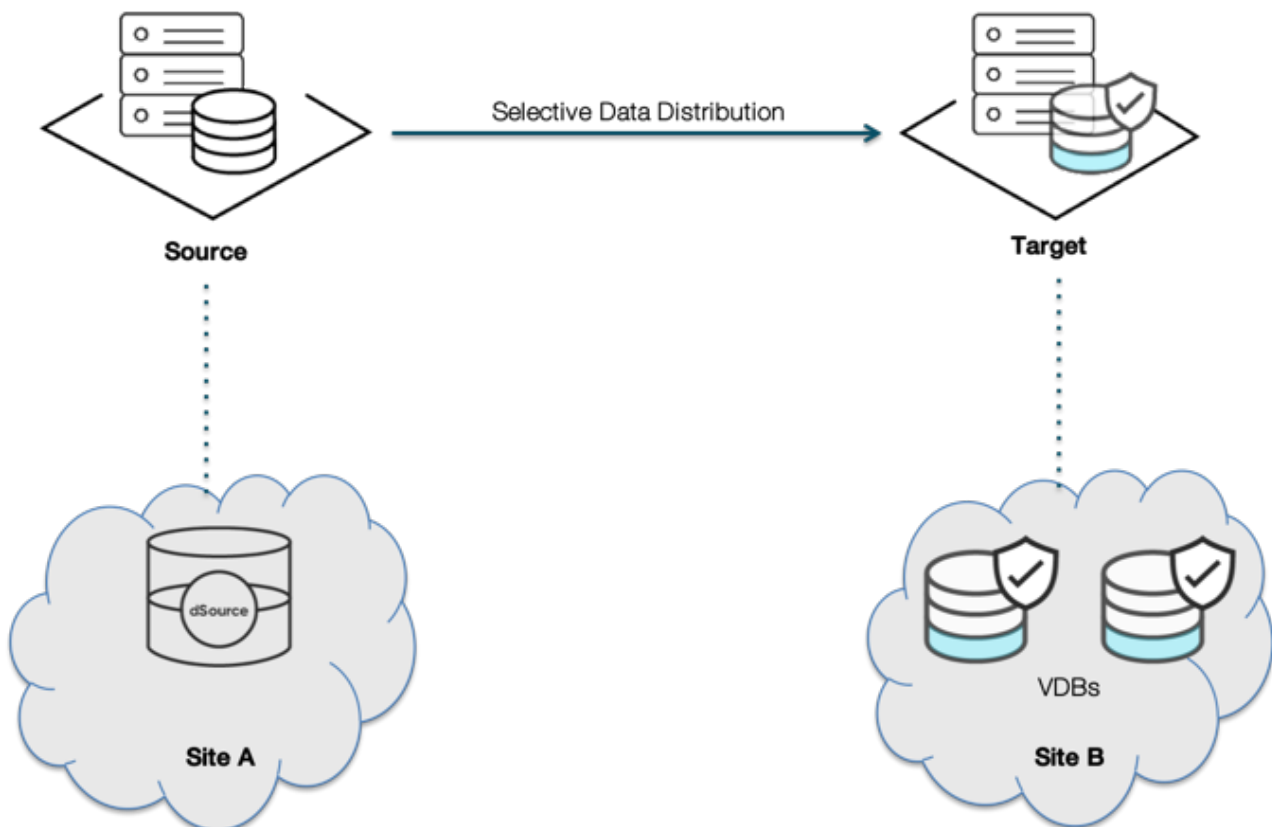 Selective Data Distribution
Source
Target
dSource
VDBs
Site A
Site B